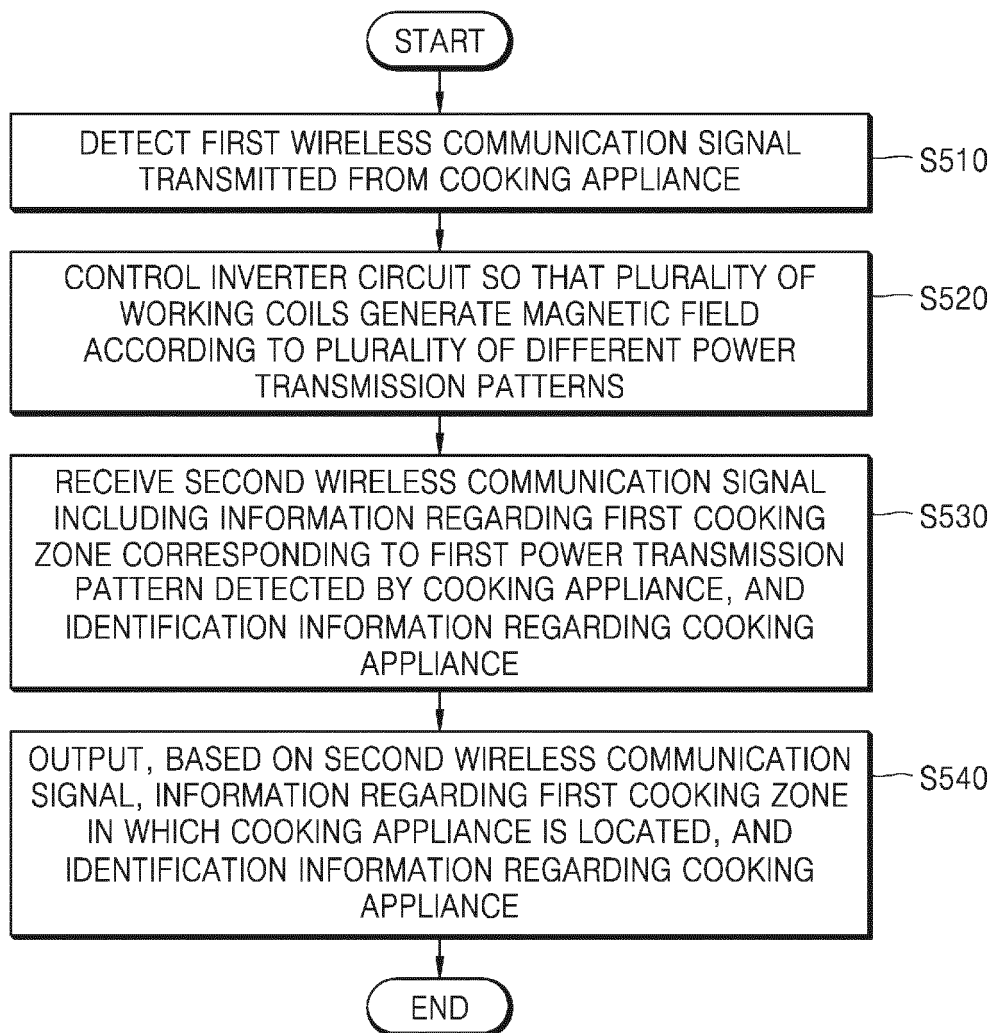 START
DETECT FIRST WIRELESS COMMUNICATION SIGNAL
TRANSMITTED FROM COOKING APPLIANCE
S510
CONTROL INVERTER CIRCUIT SO THAT PLURALITY OF
WORKING COILS GENERATE MAGNETIC FIELD
ACCORDING TO PLURALITY OF DIFFERENT POWER
TRANSMISSION PATTERNS
S520
RECEIVE SECOND WIRELESS COMMUNICATION SIGNAL
INCLUDING INFORMATION REGARDING FIRST COOKING
ZONE CORRESPONDING TO FIRST POWER TRANSMISSION
PATTERN DETECTED BY COOKING APPLIANCE, AND
IDENTIFICATION INFORMATION REGARDING COOKING
APPLIANCE
S530
OUTPUT, BASED ON SECOND WIRELESS COMMUNICATION
SIGNAL, INFORMATION REGARDING FIRST COOKING ZONE
IN WHICH COOKING APPLIANCE IS LOCATED, AND
IDENTIFICATION INFORMATION REGARDING COOKING
APPLIANCE
S540
END